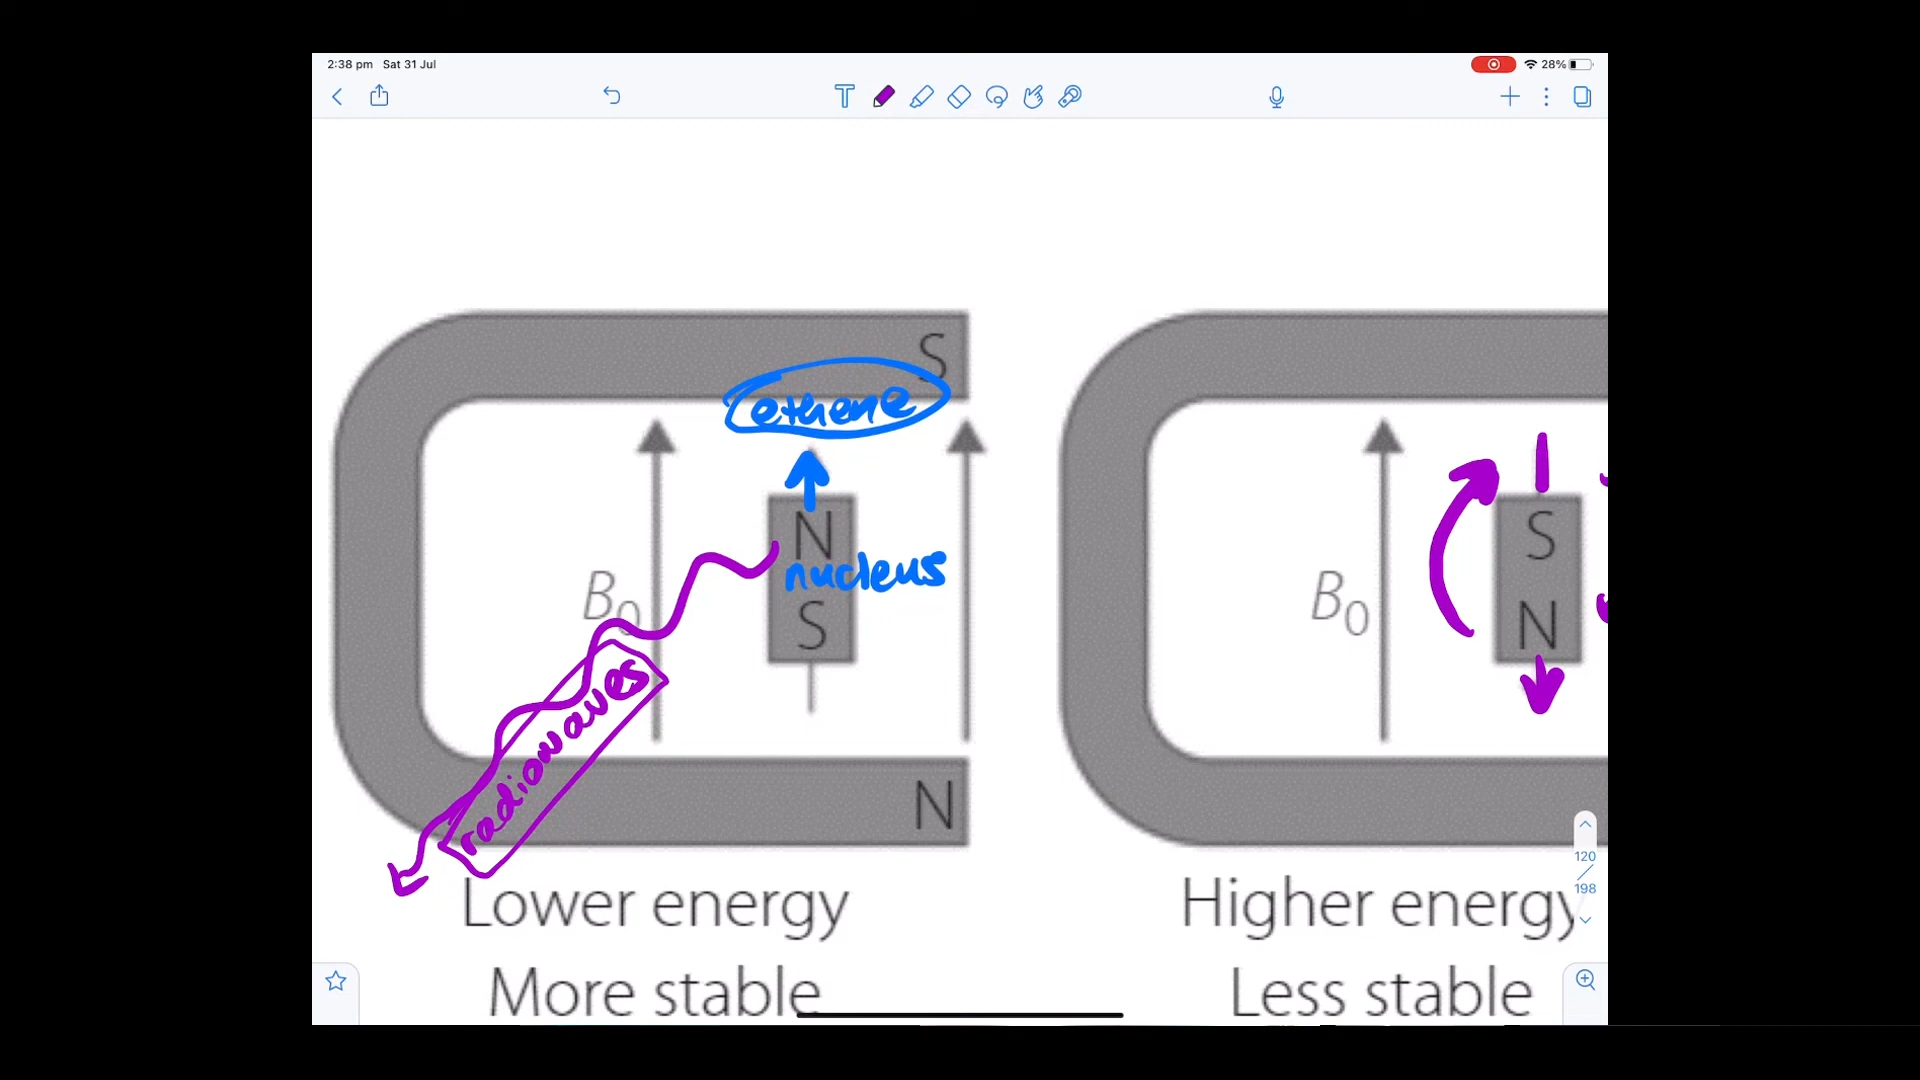 2:38 pm Sat 31 Jul
28%
T
S
ethene
N
nucleus
S
B0
radiowaves
N
S
N
B0
120
198
Lower energy
Higher energy
More stable
Less stable